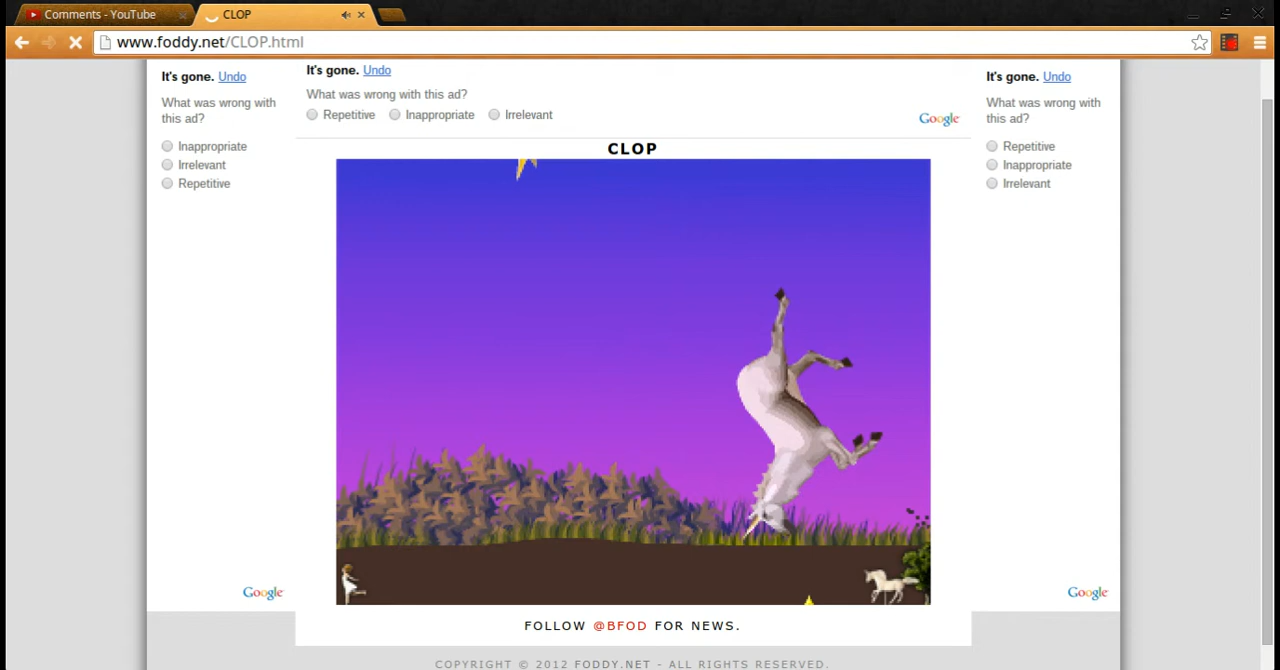 Comments - YouTube
CLOP
www.foddy.net/CLOP.html
It's gone. Undo
What was wrong with
this ad?
Inappropriate
Irrelevant
Repetitive
Google
It's gone. Undo
What was wrong with this ad?
Repetitive Inappropriate Irrelevant
Google
CLOP
FOLLOW @BFOD FOR NEWS.
COPYRIGHT © 2012 FODDY.NET - ALL RIGHTS RESERVED.
It's gone. Undo
What was wrong with
this ad?
Repetitive
Inappropriate
Irrelevant
Google